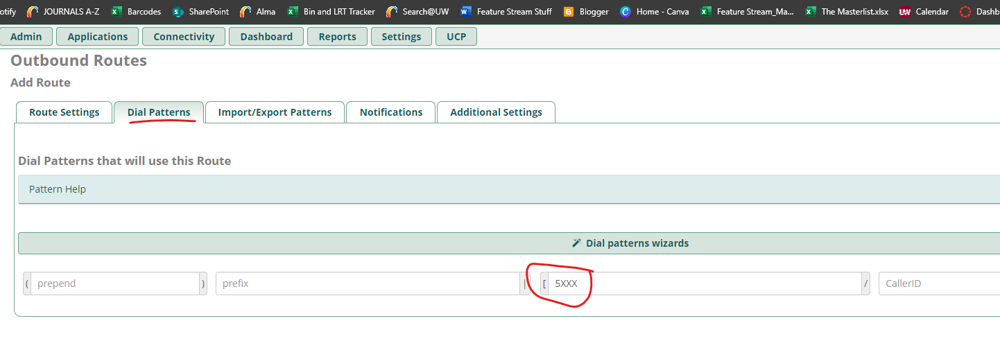 otify JOURNALS A-Z Barcodes SharePoint Alma Bin and LRT Tracker Search@UW Feature Stream Stuff Blogger Home - Canva Feature Stream_Ma... The Masterlist.xlsx UW Calendar Dashb
Admin Applications Connectivity Dashboard Reports Settings UCP
Outbound Routes
Add Route
Route Settings Dial Patterns Import/Export Patterns Notifications Additional Settings
Dial Patterns that will use this Route
Pattern Help
Dial patterns wizards
( prepend ) prefix | [ 5XXX / CallerID